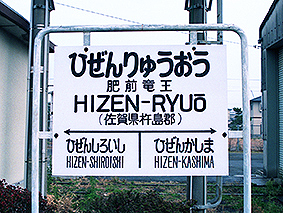 ひぜんりゅうおう
肥前竜王
HIZEN-RYUŌ
(佐賀県杵島郡)
ひぜんしろいし ひぜんかしま
HIZEN-SHIROISHI HIZEN-KASHIMA